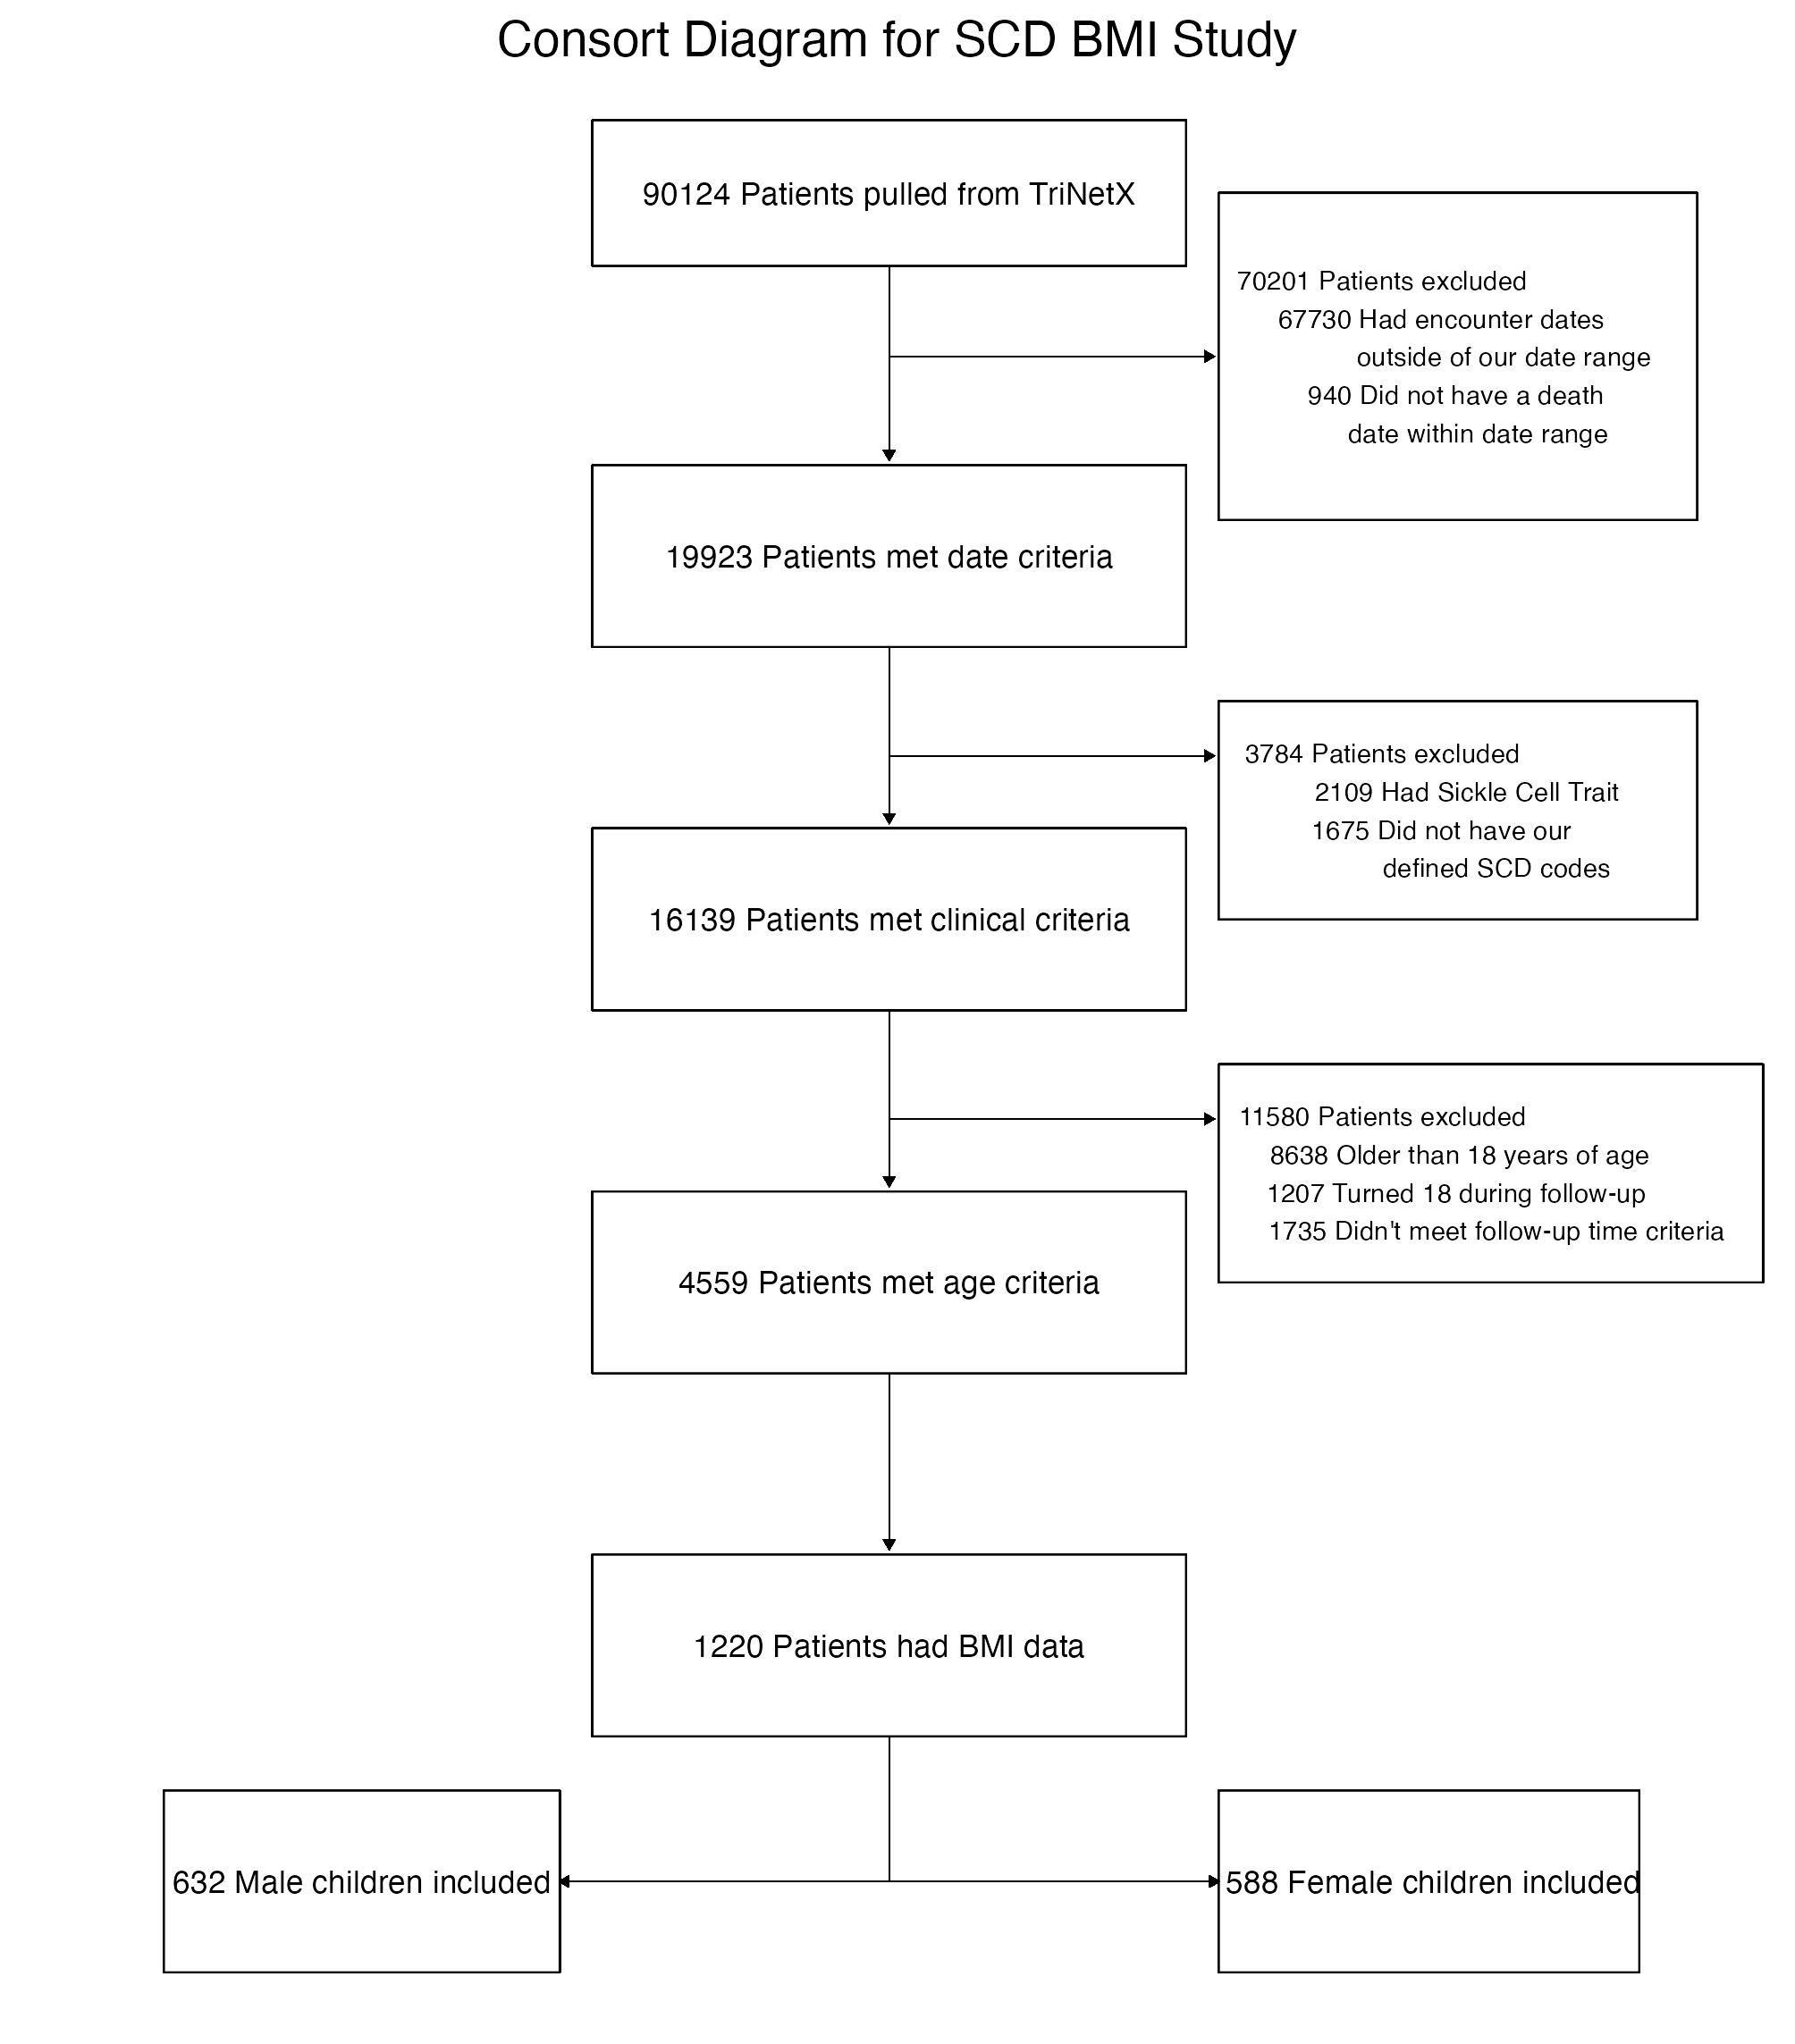 Consort Diagram for SCD BMI Study
90124 Patients pulled from TriNetX
70201 Patients excluded
67730 Had encounter dates
outside of our date range
940 Did not have a death
date within date range
19923 Patients met date criteria
3784 Patients excluded
2109 Had Sickle Cell Trait
1675 Did not have our
defined SCD codes
16139 Patients met clinical criteria
11580 Patients excluded
8638 Older than 18 years of age
1207 Turned 18 during follow-up
1735 Didn't meet follow-up time criteria
4559 Patients met age criteria
1220 Patients had BMI data
632 Male children included
588 Female children included